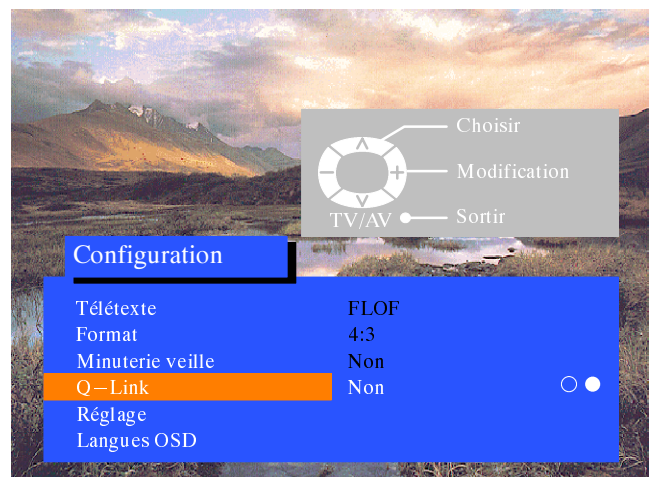 Choisir
Modification
TV/AV Sortir
Configuration
Télétexte FLOF
Format 4:3
Minuterie veille Non
Q–Link Non
Réglage
Langues OSD